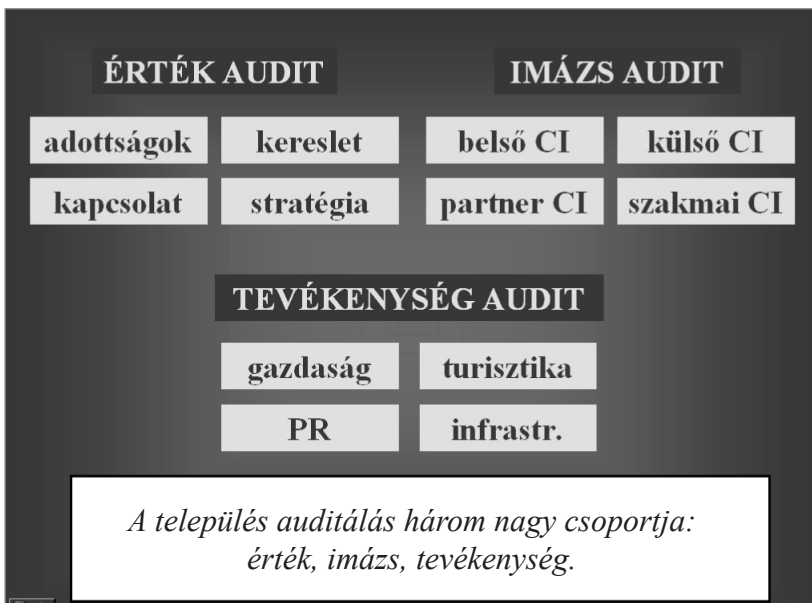 ÉRTÉK AUDIT
adottságok kereslet
kapcsolat stratégia
IMÁZS AUDIT
belső CI külső CI
partner CI szakmai CI
TEVÉKENYSÉG AUDIT
gazdaság turisztika
PR infrastr.
A település auditálás három nagy csoportja:
érték, imázs, tevékenység.